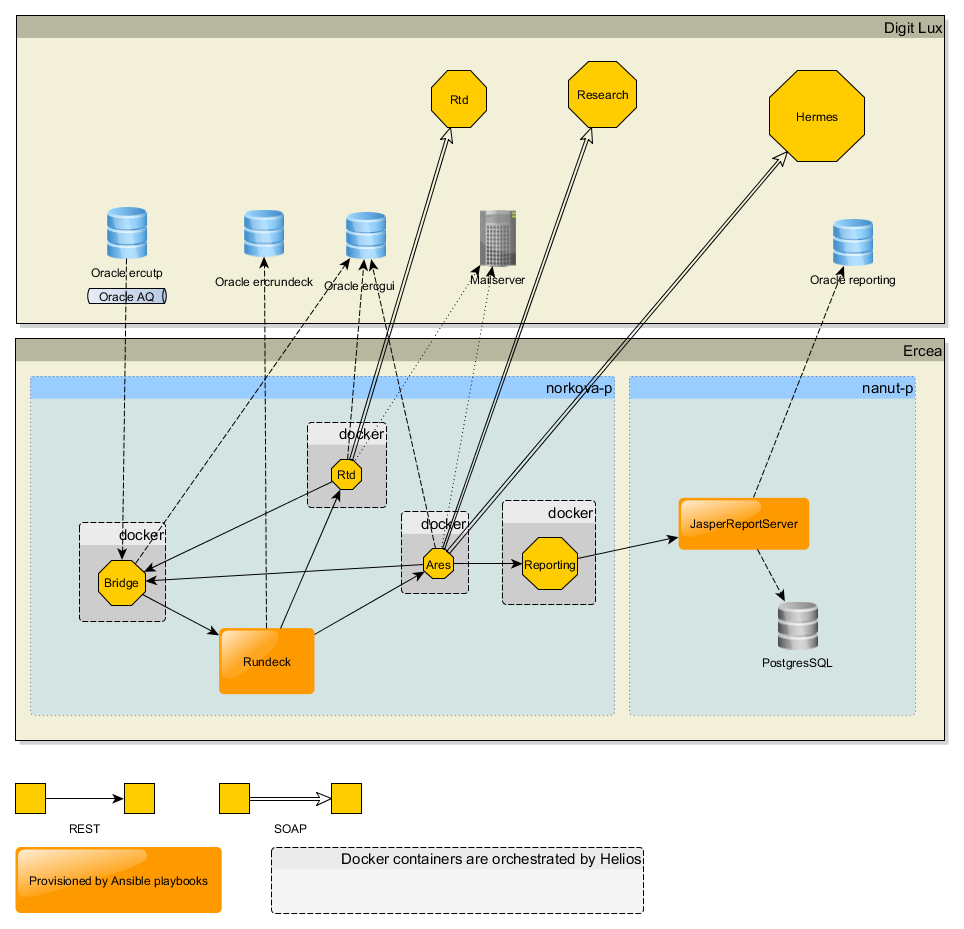 Digit Lux
Rtd
Research
Hermes
Oracle ercutp
Oracle AQ
Oracle ercrundeck
Oracle ercgui
Mailserver
Oracle reporting
Ercea
norkova-p
nanut-p
docker
Rtd
docker
Bridge
docker
Ares
docker
Reporting
JasperReportServer
Rundeck
PostgresSQL
REST
SOAP
Provisioned by Ansible playbooks
Docker containers are orchestrated by Helios